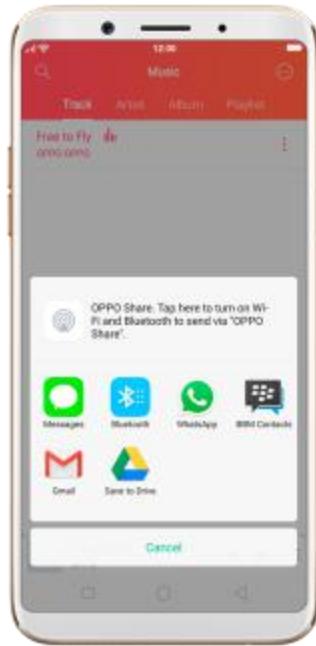 12:00
Music
Track Artist Album Playlist
Free to Fly
OPPO OPPO
OPPO Share. Tap here to turn on Wi-
Fi and Bluetooth to send via "OPPO
Share".
Messages Bluetooth WhatsApp BBM Contacts
Gmail Save to Drive
Cancel